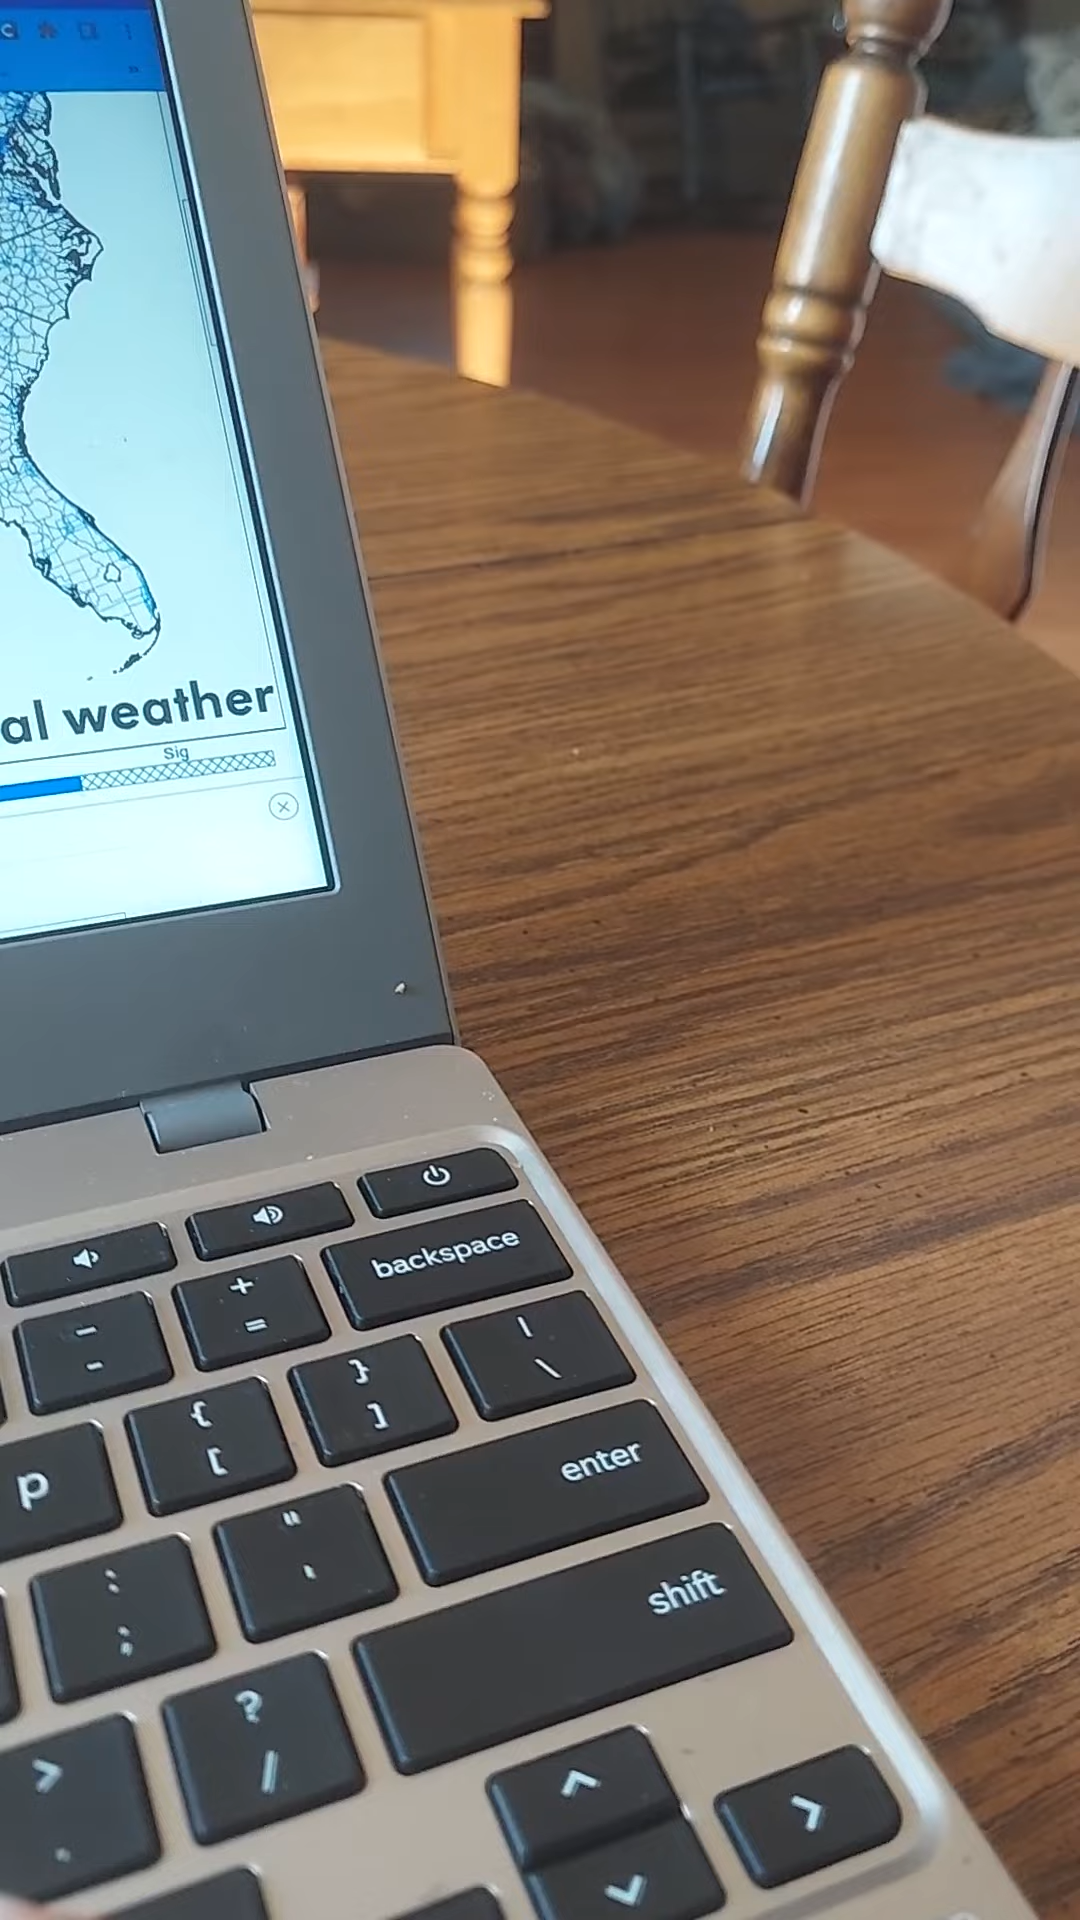 al weather
Sig
backspace
+
=
-
{
[
}
]
|
\
p
enter
"
'
:
;
shift
?
/
>
.